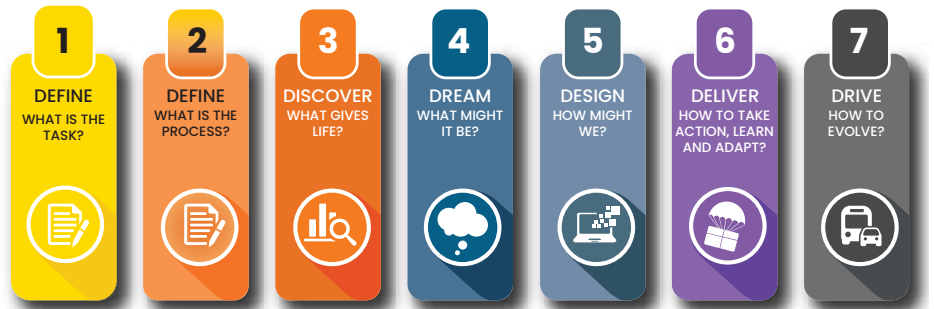 1
DEFINE
WHAT IS THE
TASK?
2
DEFINE
WHAT IS THE
PROCESS?
3
DISCOVER
WHAT GIVES
LIFE?
4
DREAM
WHAT MIGHT
IT BE?
5
DESIGN
HOW MIGHT
WE?
6
DELIVER
HOW TO TAKE
ACTION, LEARN
AND ADAPT?
7
DRIVE
HOW TO
EVOLVE?